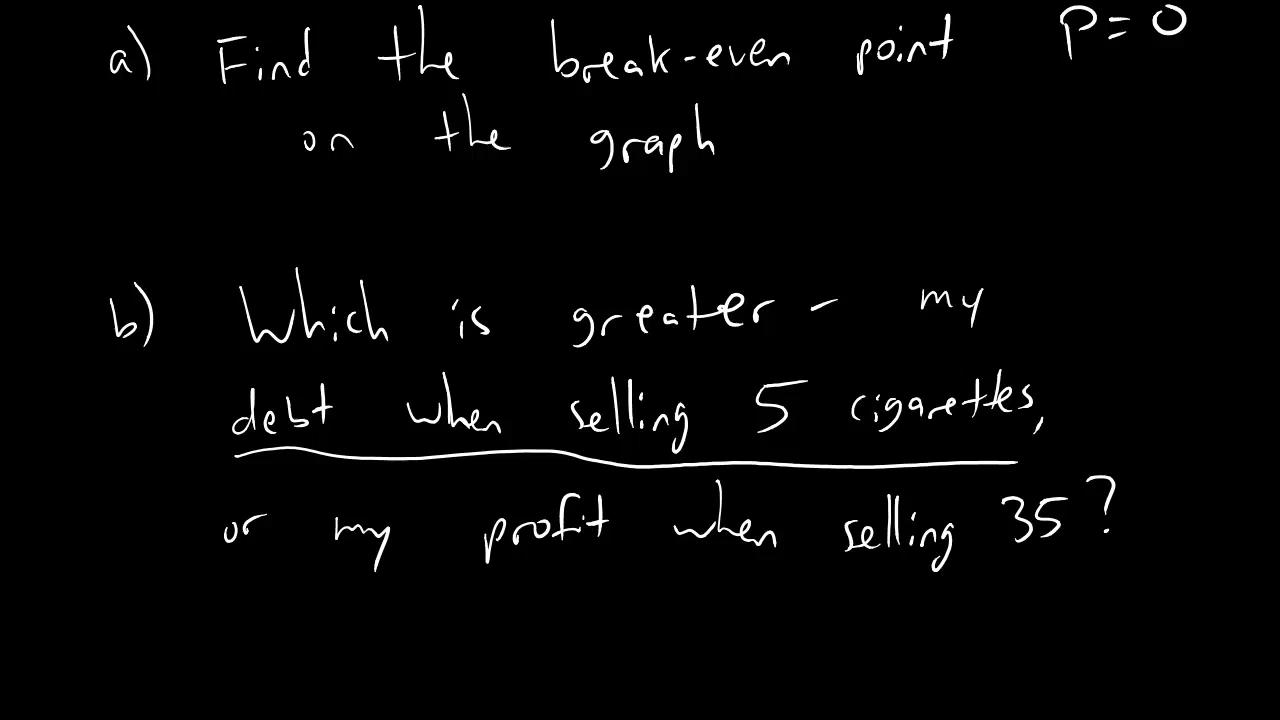 a) Find the break-even point P=0
on the graph
b) Which is greater - my
debt when selling 5 cigarettes,
or my profit when selling 35?